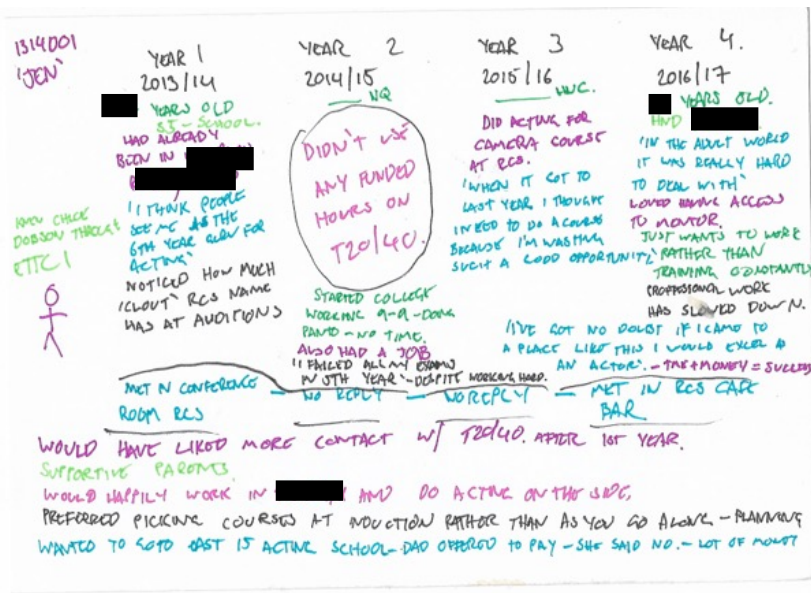 1314001
'JEN'
YEAR 1
2013/14
YEARS OLD
S5 - SCHOOL.
HAD ALREADY
BEEN IN
"I THINK PEOPLE
SEE ME AS THE
6TH YEAR GURU FOR
ACTING"
NOTICED HOW MUCH
'CLOUT' RCS NAME
HAS AT AUDITIONS
KNEW CHICK
DOBSON THROUGH
RTTC1
YEAR 2
2014/15
NQ
DIDN'T USE
ANY FUNDED
HOURS ON
T20/40.
STARTED COLLEGE
WORKING 9-9 - DOING
PANTO - NO TIME.
ALSO HAD A JOB
"I FAILED ALL MY EXAMS
IN 5TH YEAR" - DESPITE WORKING HARD.
YEAR 3
2015/16
HNC.
DID ACTING FOR
CAMERA COURSE
AT RCS.
"WHEN IT GOT TO
LAST YEAR I THOUGHT
I NEED TO DO A COURSE
BECAUSE I'M WASTING
SUCH A GOOD OPPORTUNITY"
YEAR 4.
2016/17
YEARS OLD.
HND
"IN THE ADULT WORLD
IT WAS REALLY HARD
TO DEAL WITH"
LOVED HAVING ACCESS
TO MENTOR.
JUST WANTS TO WORK
RATHER THAN
TRAINING CONSTANTLY
PROFESSIONAL WORK
HAS SLOWED DOWN.
"I'VE GOT NO DOUBT IF I CAME TO
A PLACE LIKE THIS I WOULD EXCEL AS
AN ACTOR". - TIME + MONEY = SUCCESS
MET IN CONFERENCE
ROOM RCS
- NO REPLY - NO REPLY -
MET IN RCS CAFE
BAR
WOULD HAVE LIKED MORE CONTACT W/ T20/40. AFTER 1ST YEAR.
SUPPORTIVE PARENTS.
WOULD HAPPILY WORK IN AND DO ACTING ON THE SIDE.
PREFERRED PICKING COURSES AT INDUCTION RATHER THAN AS YOU GO ALONG - PLANNING
WANTED TO GO TO EAST 15 ACTING SCHOOL - DAD OFFERED TO PAY - SHE SAID NO. - LOT OF MONEY